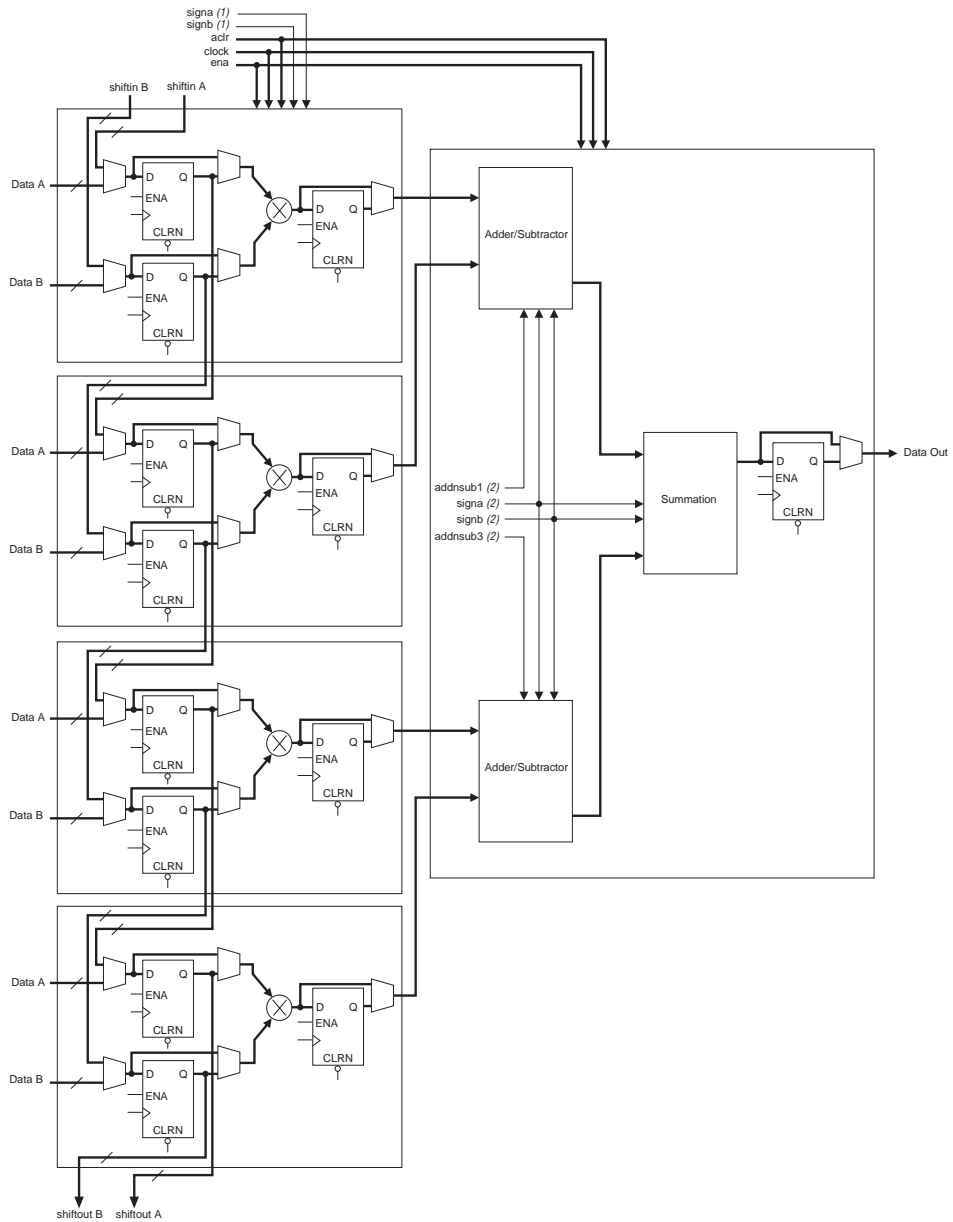 signa (1)
signb (1)
aclr
clock
ena
shiftin B
shiftin A
Data A
D Q
ENA
CLRN
D Q
ENA
CLRN
Data B
D Q
ENA
CLRN
Adder/Subtractor
Data A
D Q
ENA
CLRN
D Q
ENA
CLRN
Data B
D Q
ENA
CLRN
addnsub1 (2)
signa (2)
signb (2)
addnsub3 (2)
Summation
D Q
ENA
CLRN
Data Out
Data A
D Q
ENA
CLRN
D Q
ENA
CLRN
Data B
D Q
ENA
CLRN
Adder/Subtractor
Data A
D Q
ENA
CLRN
D Q
ENA
CLRN
Data B
D Q
ENA
CLRN
shiftout B
shiftout A